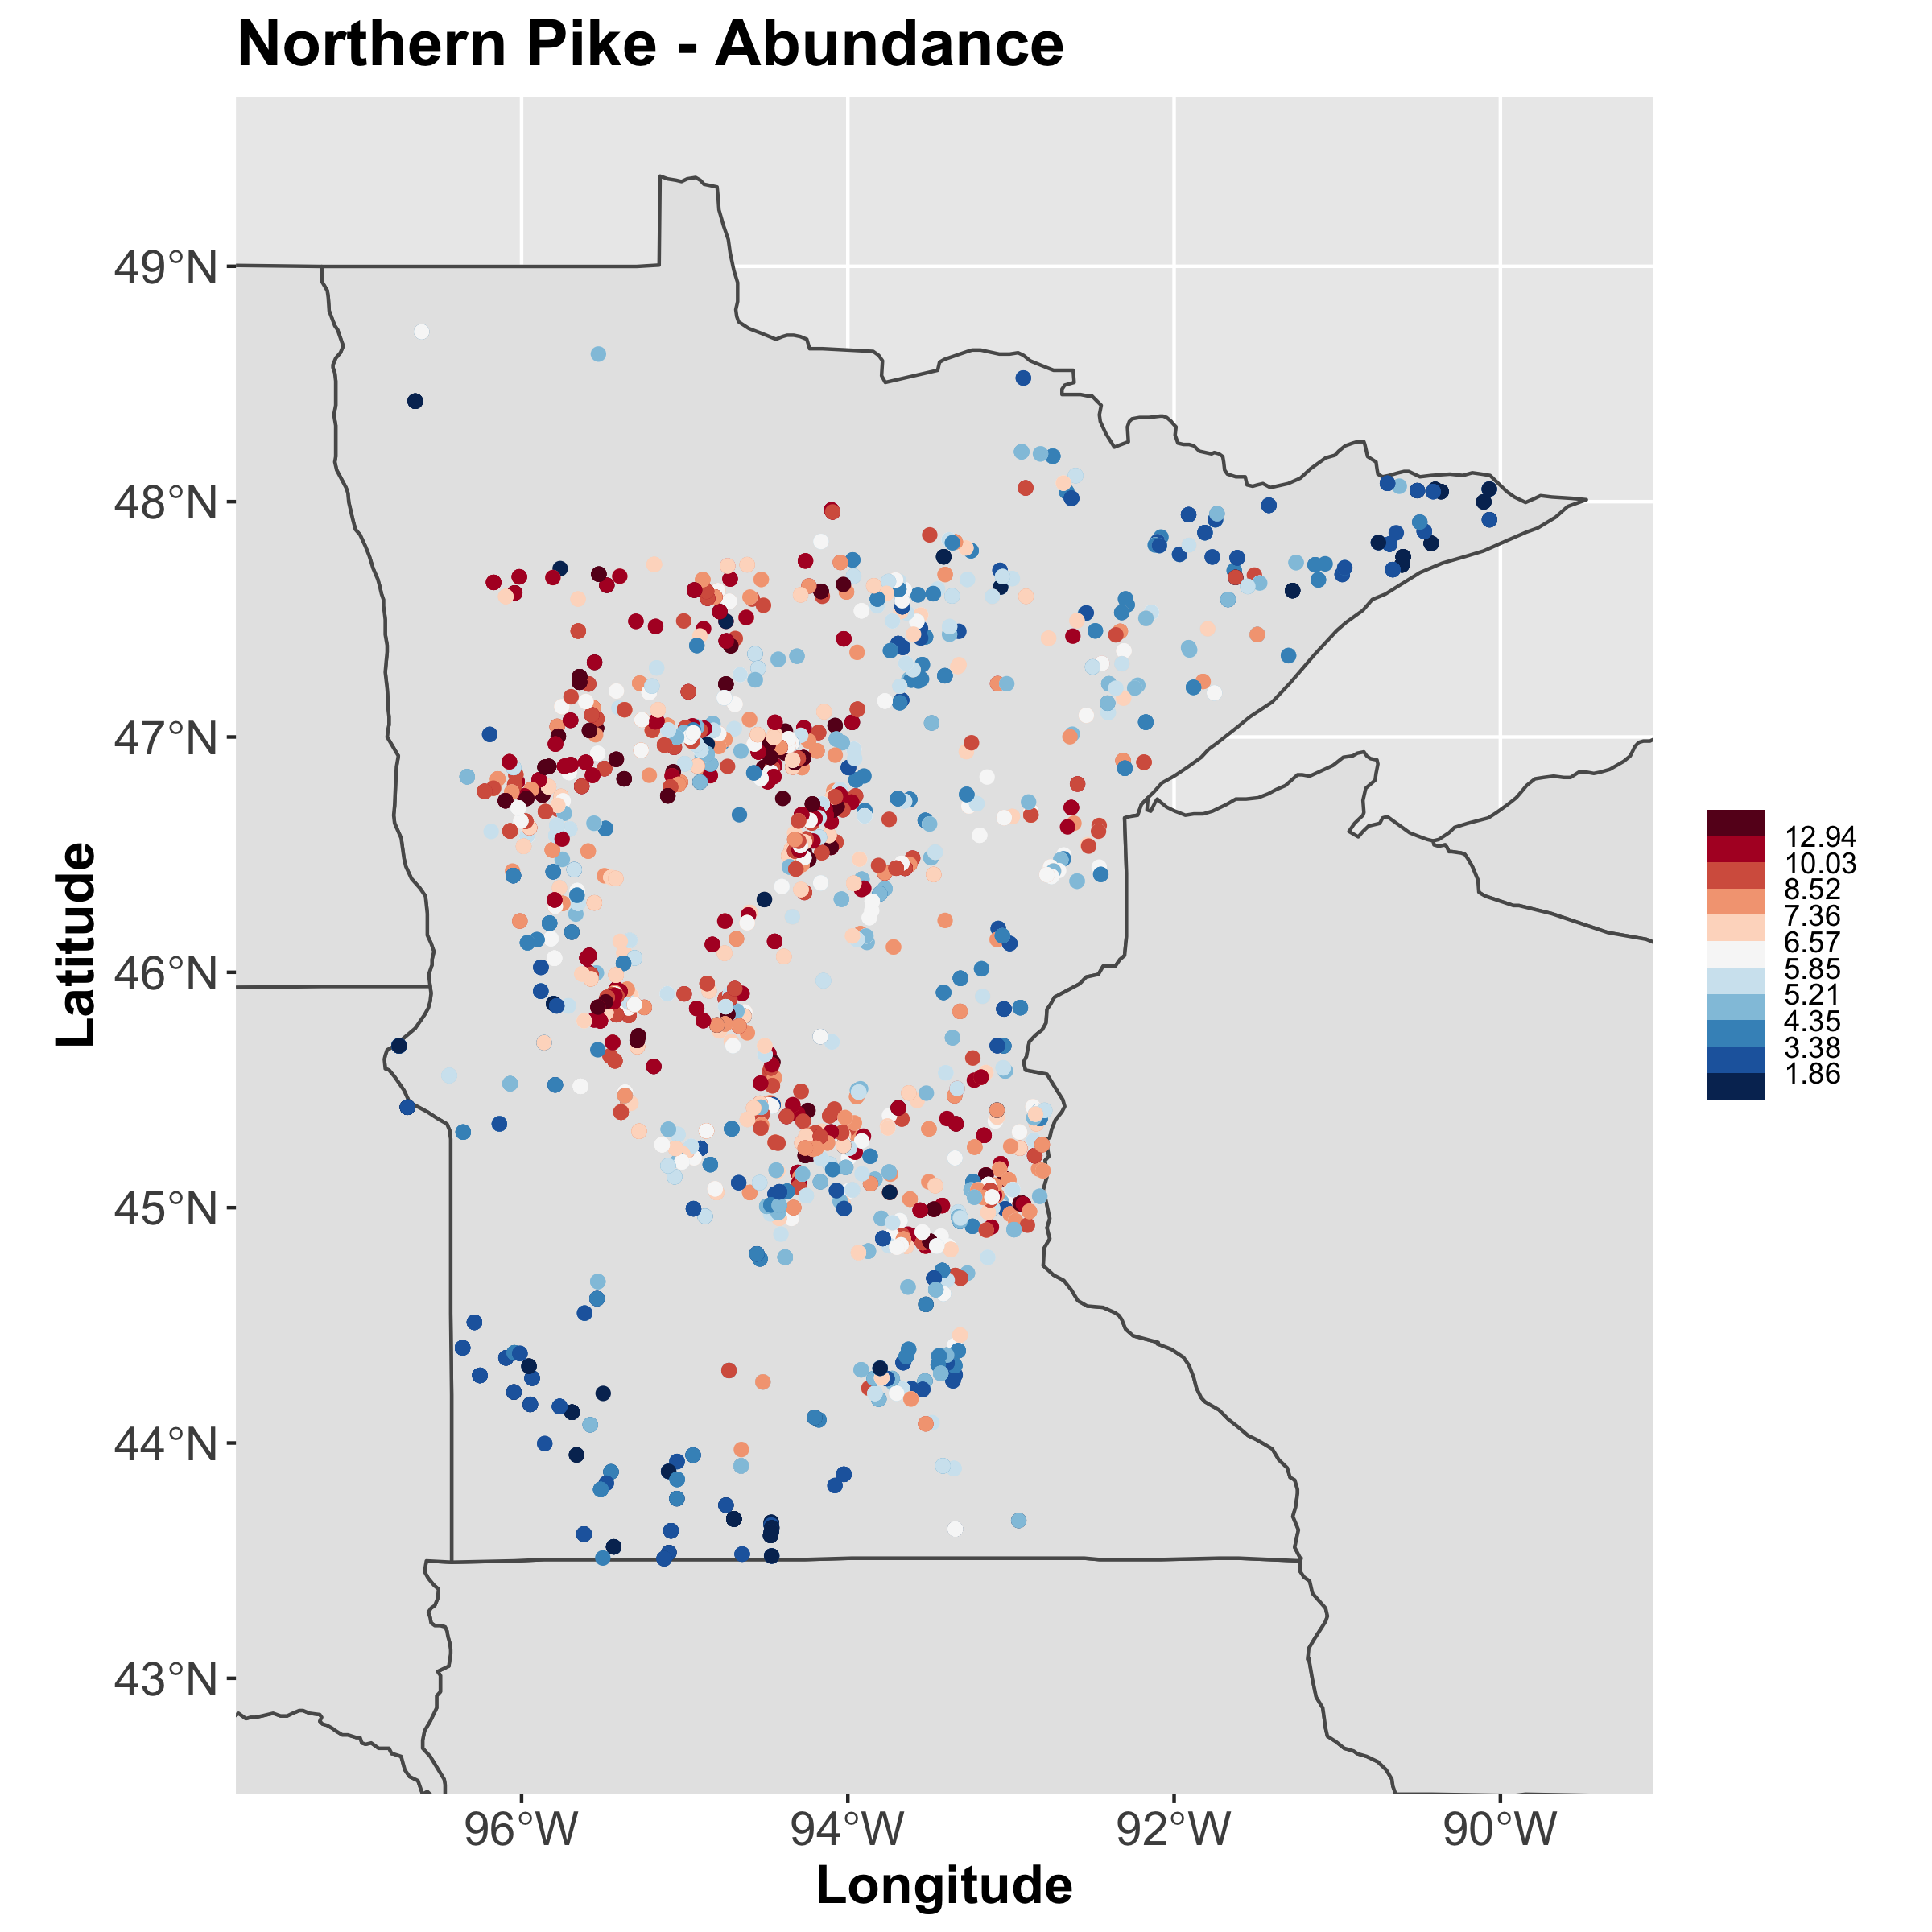 Northern Pike - Abundance
49°N
48°N
47°N
46°N
45°N
44°N
43°N
Latitude
96°W 94°W 92°W 90°W
Longitude
12.94
10.03
8.52
7.36
6.57
5.85
5.21
4.35
3.38
1.86